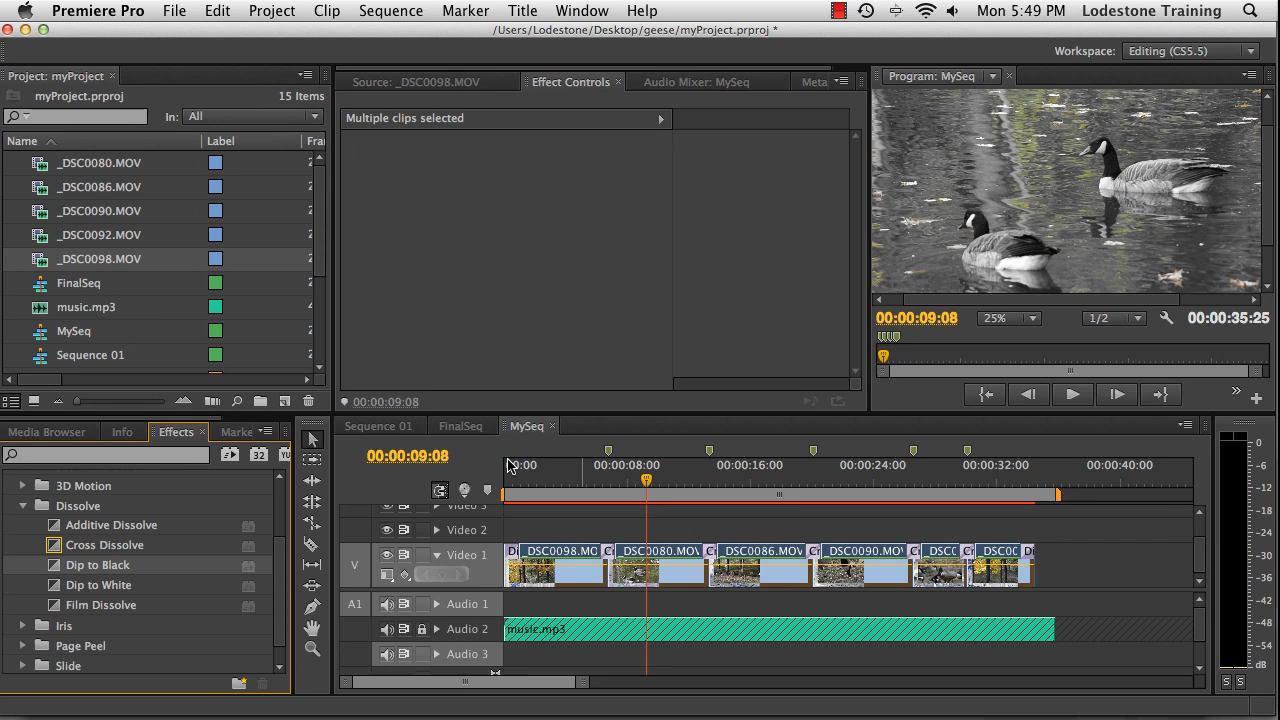 Premiere Pro File Edit Project Clip Sequence Marker Title Window Help Mon 5:49 PM Lodestone Training
/Users/Lodestone/Desktop/geese/myProject.prproj *
Workspace: Editing (CS5.5)
Project: myProject
myProject.prproj 15 Items
In: All
Name Label Fra
_DSC0080.MOV
_DSC0086.MOV
_DSC0090.MOV
_DSC0092.MOV
_DSC0098.MOV
FinalSeq
music.mp3
MySeq
Sequence 01
Source: _DSC0098.MOV Effect Controls Audio Mixer: MySeq Meta
Multiple clips selected
00:00:09:08
Program: MySeq
00:00:09:08 25% 1/2 00:00:35:25
Media Browser Info Effects Marke
32 YU
3D Motion
Dissolve
Additive Dissolve
Cross Dissolve
Dip to Black
Dip to White
Film Dissolve
Iris
Page Peel
Slide
Sequence 01 FinalSeq MySeq
00:00:09:08
00:00 00:00:08:00 00:00:16:00 00:00:24:00 00:00:32:00 00:00:40:00
Video 3
Video 2
V Video 1
_DSC0098.MO _DSC0080.MOV _DSC0086.MOV _DSC0090.MOV _DSCC _DSC0C
A1 Audio 1
Audio 2 music.mp3
Audio 3
0
-6
-12
-18
-24
-30
-36
-42
-48
-54
dB
S S